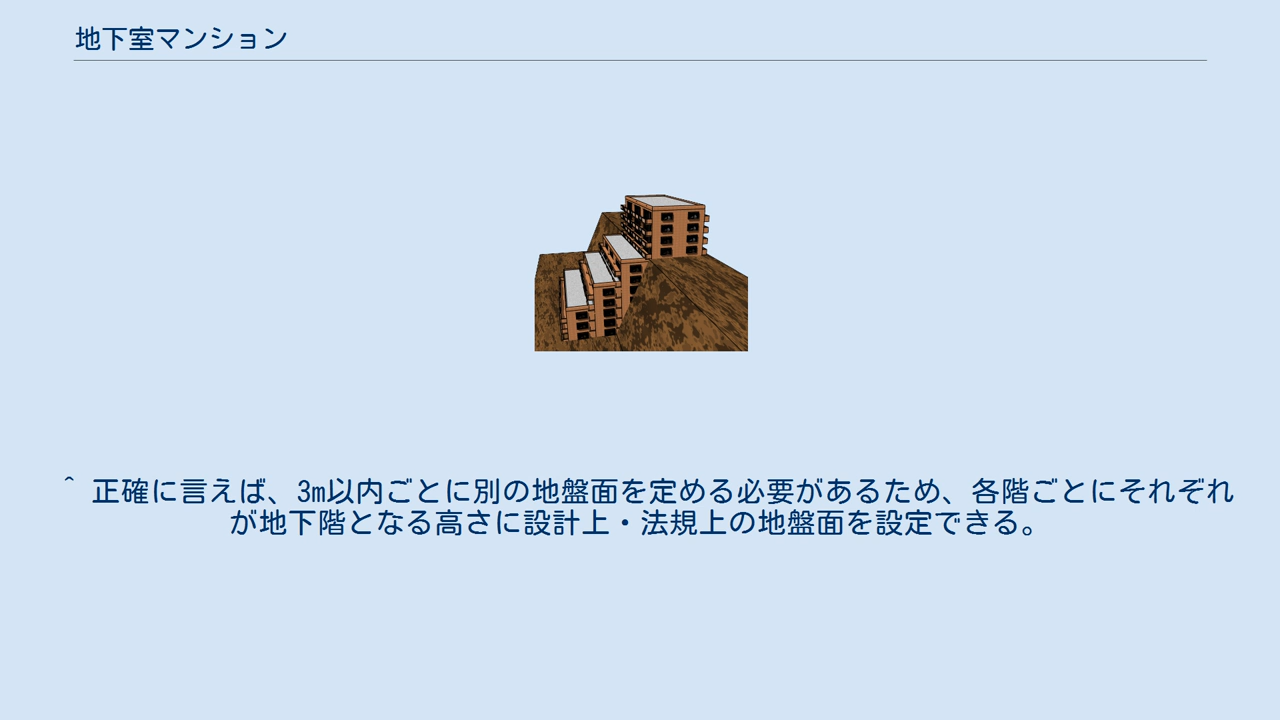 地下室マンション
^ 正確に言えば、3m以内ごとに別の地盤面を定める必要があるため、各階ごとにそれぞれ
が地下階となる高さに設計上・法規上の地盤面を設定できる。